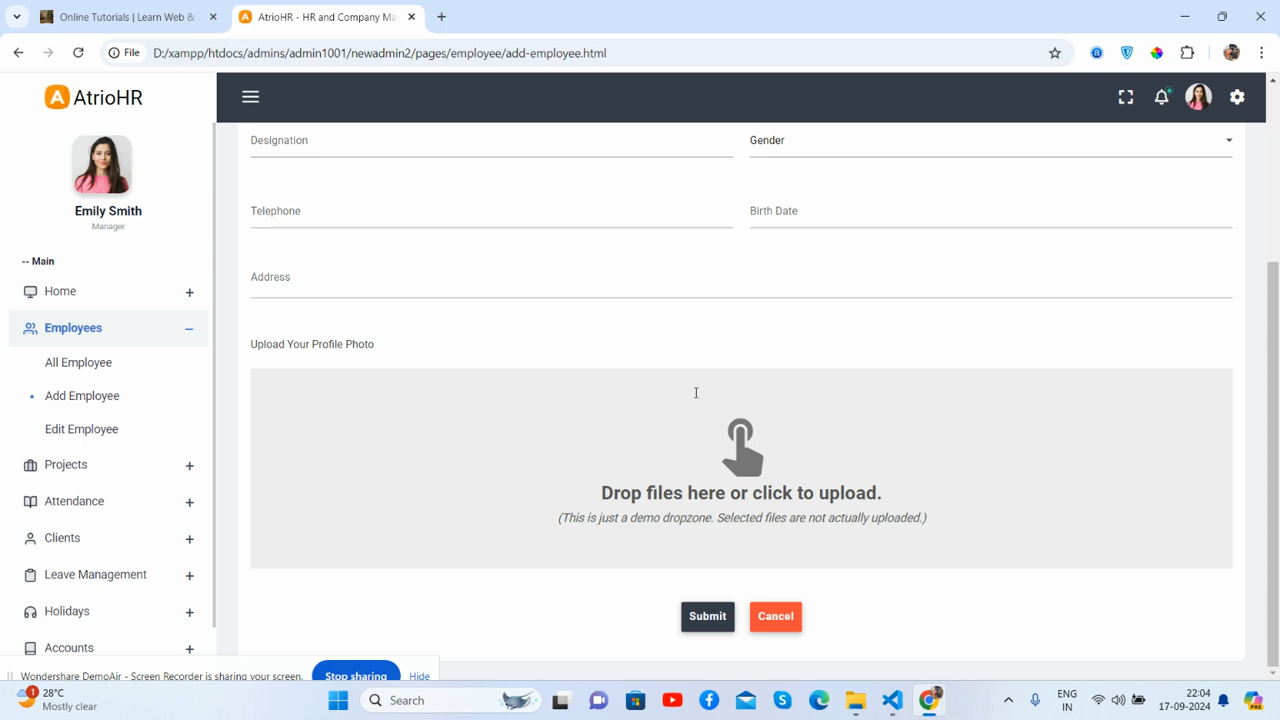 Online Tutorials | Learn Web &
AtrioHR - HR and Company Ma
File
D:/xampp/htdocs/admins/admin1001/newadmin2/pages/employee/add-employee.html
AtrioHR
Emily Smith
Manager
-- Main
Home
Employees
All Employee
Add Employee
Edit Employee
Projects
Attendance
Clients
Leave Management
Holidays
Accounts
Designation
Gender
Telephone
Birth Date
Address
Upload Your Profile Photo
Drop files here or click to upload.
(This is just a demo dropzone. Selected files are not actually uploaded.)
Submit
Cancel
Wondershare DemoAir - Screen Recorder is sharing your screen.
Stop sharing
Hide
1
28°C
Mostly clear
Search
ENG
IN
22:04
17-09-2024